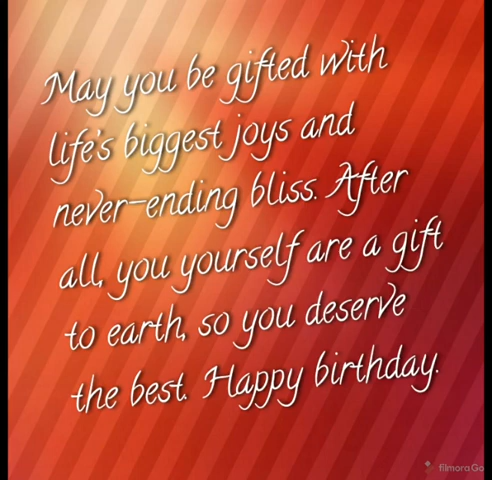 May you be gifted with
life's biggest joys and
never-ending bliss. After
all, you yourself are a gift
to earth, so you deserve
the best. Happy birthday.
filmoraGo